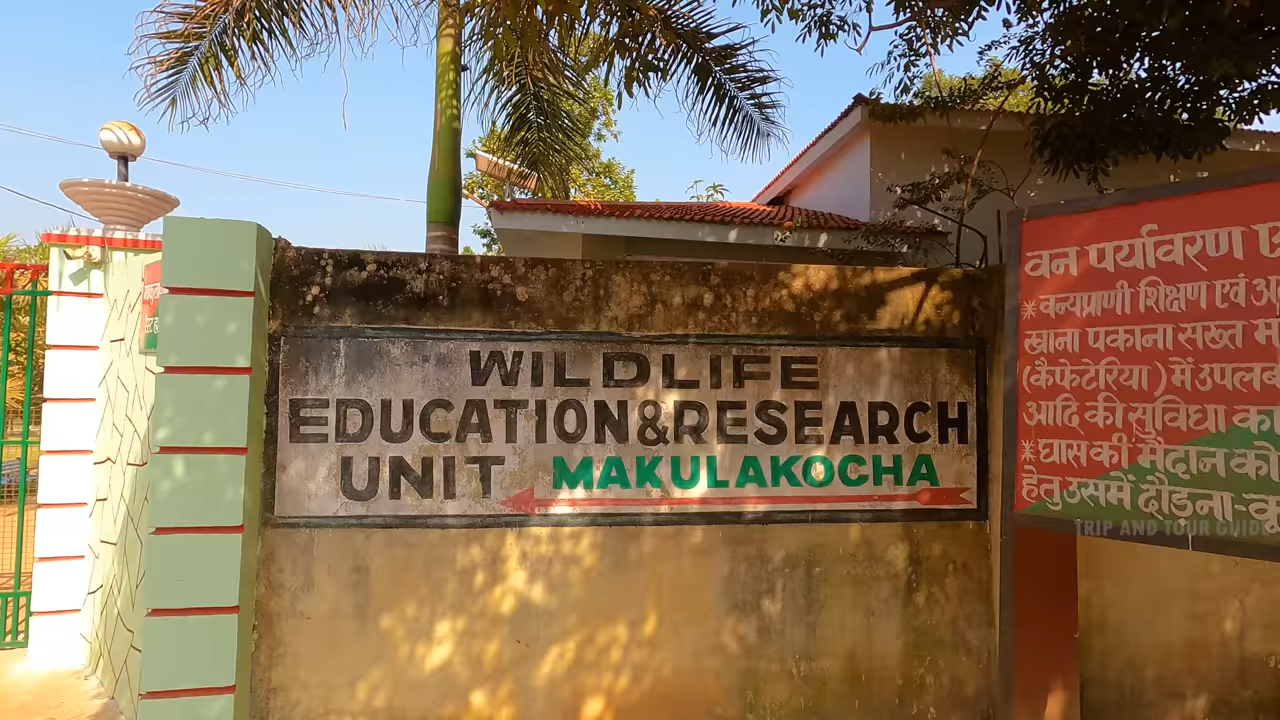 WILDLIFE
EDUCATION&RESEARCH
UNIT MAKULAKOCHA
वन पर्यावरण
*वन्यप्राणी शिक्षण एवं
खाना पकाना सख्त
(कैफेटेरिया) में उपलब
आदि की सुविधा
*घास की मैदान को
हेतु उसमें दौड़ना-कू
TRIP AND TOUR GUIDE